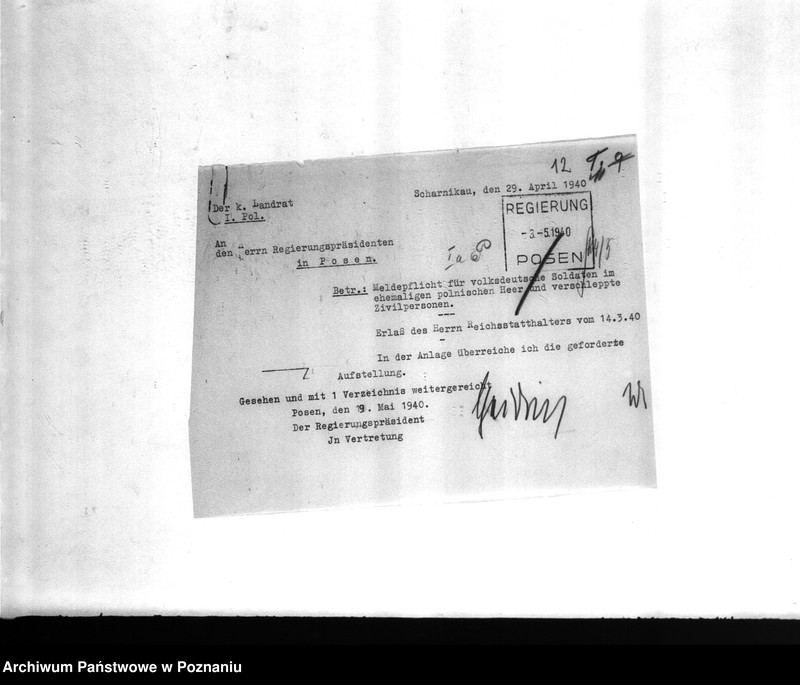 12
Der k. Landrat
I. Pol.
Scharnikau, den 29. April 1940
REGIERUNG
-3-5.1940
POSEN
An
den Herrn Regierungspräsidenten
in Posen.
I a P
Betr.: Meldepflicht für volksdeutsche Soldaten im
ehemaligen polnischen Heer und verschleppte
Zivilpersonen.
Erlaß des Herrn Reichsstatthalters vom 14.3.40
In der Anlage überreiche ich die geforderte
Aufstellung.
Gesehen und mit 1 Verzeichnis weitergereicht
Posen, den 19. Mai 1940.
Der Regierungspräsident
Jn Vertretung
Archiwum Państwowe w Poznaniu